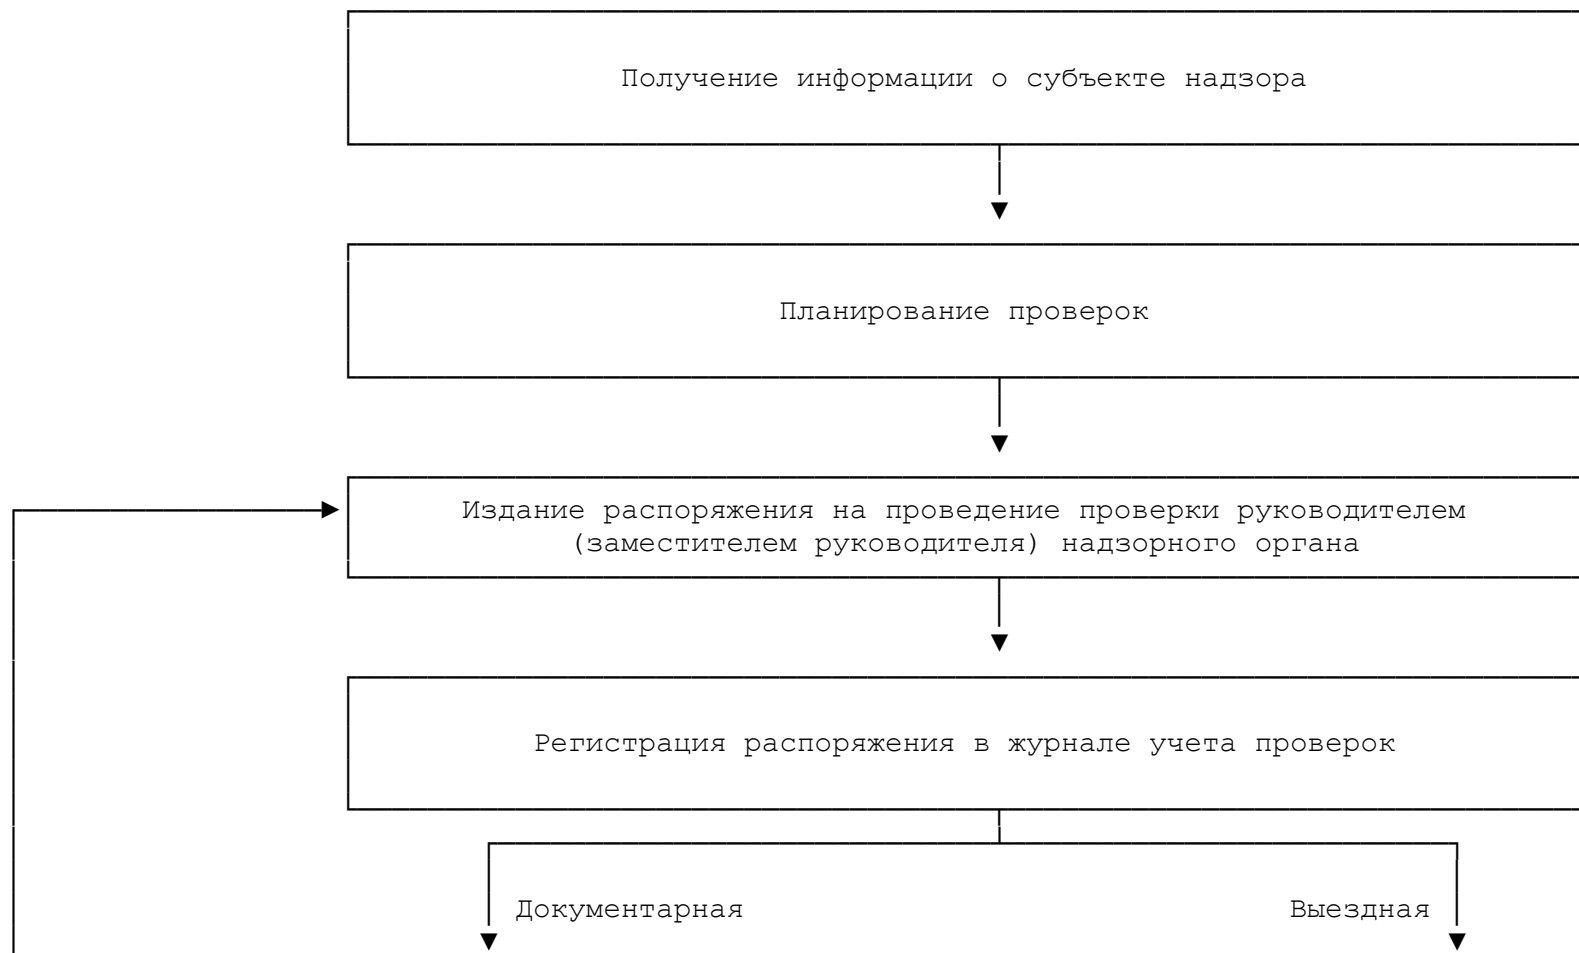 Получение информации о субъекте надзора
Планирование проверок
Издание распоряжения на проведение проверки руководителем
(заместителем руководителя) надзорного органа
Регистрация распоряжения в журнале учета проверок
Документарная
Выездная